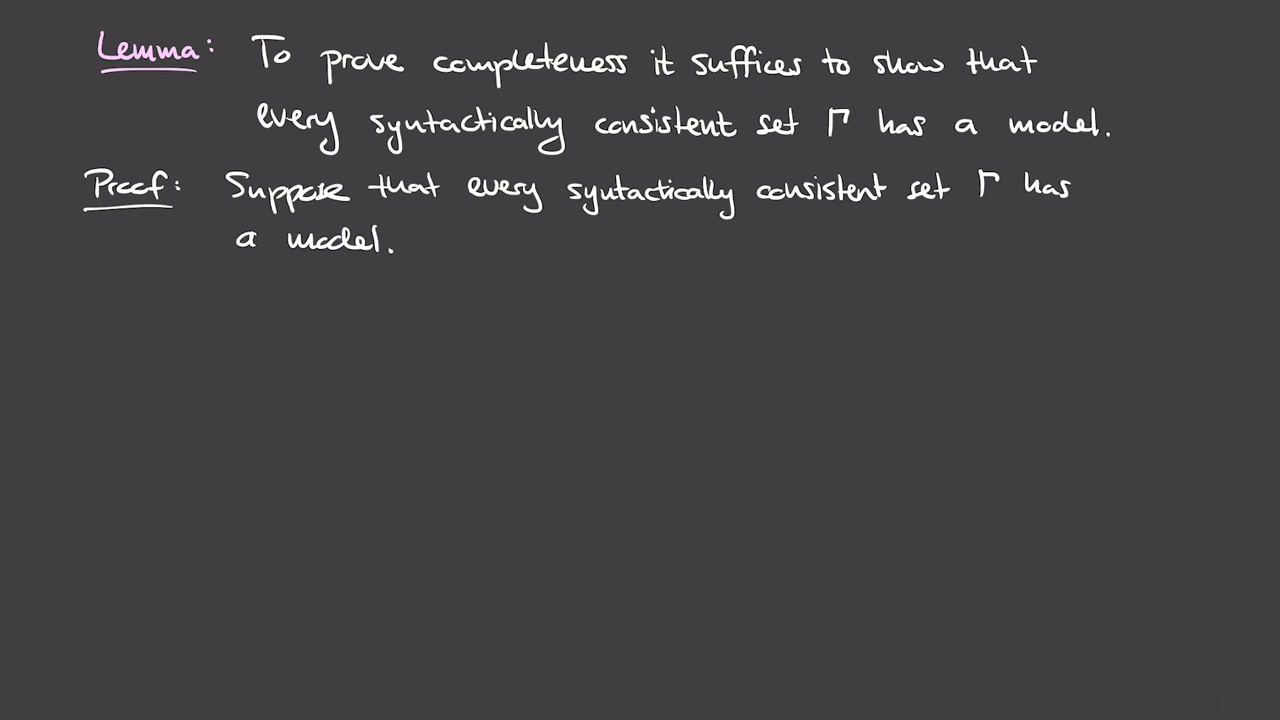 Lemma: To prove completeness it suffices to show that
every syntactically consistent set Γ has a model.
Proof: Suppose that every syntactically consistent set Γ has
a model.